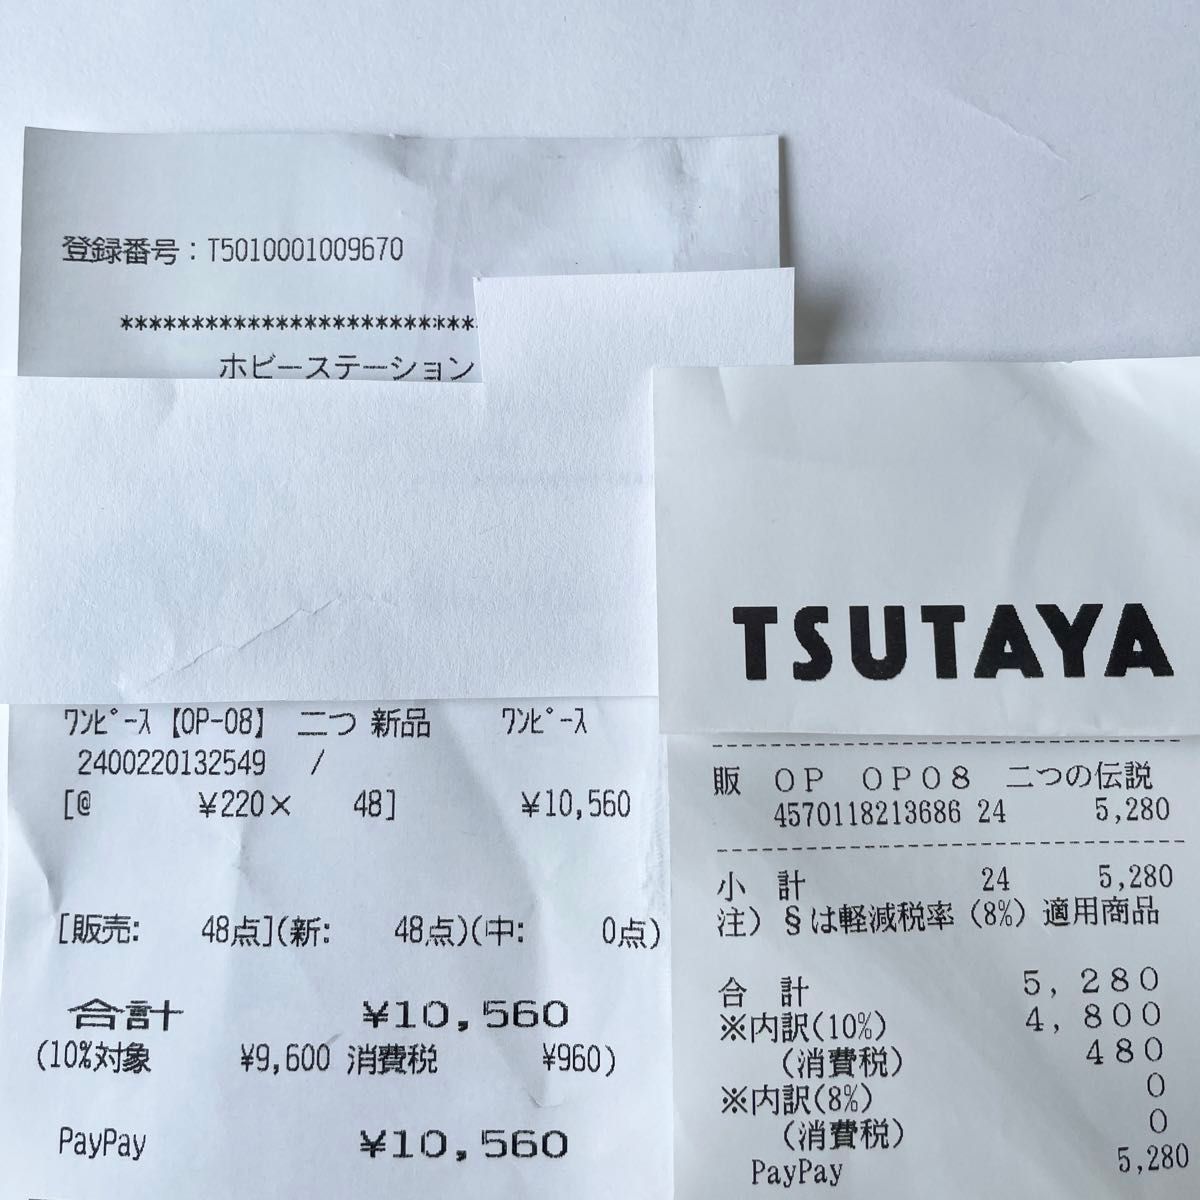 登録番号：T5010001009670
*************************
ホビーステーション
ﾜﾝﾋﾟｰｽ【OP-08】 二つ 新品 ﾜﾝﾋﾟｰｽ
2400220132549 /
[@ ¥220× 48] ¥10,560
[販売: 48点](新: 48点)(中: 0点)
合計 ¥10,560
(10%対象 ¥9,600 消費税 ¥960)
PayPay ¥10,560
TSUTAYA
販 ＯＰ ＯＰ０８ 二つの伝説
4570118213686 24 5,280
小 計 24 5,280
注）§は軽減税率（8%）適用商品
合 計 ５，２８０
※内訳(10%) ４，８００
(消費税) ４８０
※内訳(8%) ０
(消費税) ０
PayPay 5,280